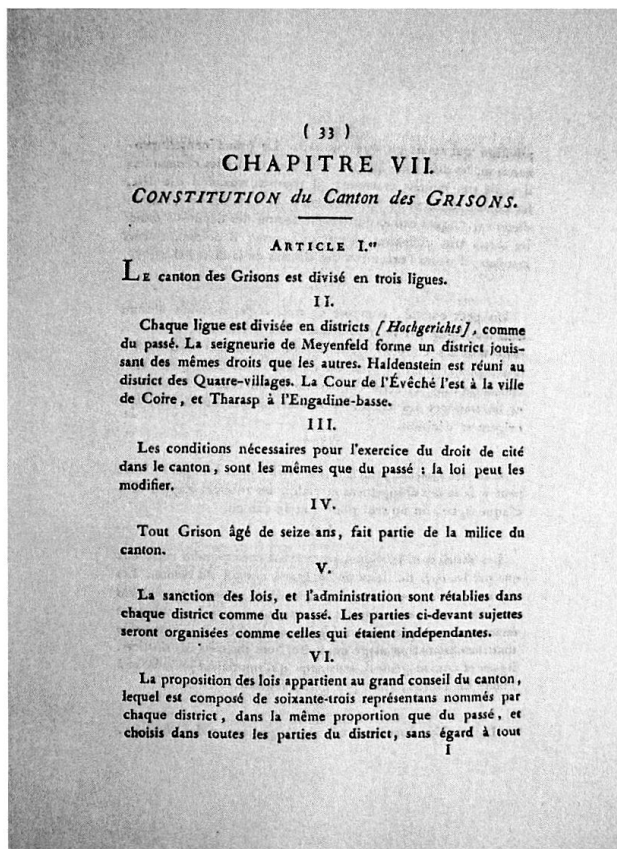 ( 33 )
CHAPITRE VII.
CONSTITUTION du Canton des GRISONS.
ARTICLE I.er
LE canton des Grisons est divisé en trois ligues.
II.
Chaque ligue est divisée en districts [Hochgerichts], comme
du passé. La seigneurie de Meyenfeld forme un district jouis-
sant des mêmes droits que les autres. Haldenstein est réuni au
district des Quatre-villages. La Cour de l'Évêché l'est à la ville
de Coire, et Tharasp à l'Engadine-basse.
III.
Les conditions nécessaires pour l'exercice du droit de cité
dans le canton, sont les mêmes que du passé : la loi peut les
modifier.
IV.
Tout Grison âgé de seize ans, fait partie de la milice du
canton.
V.
La sanction des lois, et l'administration sont rétablies dans
chaque district comme du passé. Les parties ci-devant sujettes
seront organisées comme celles qui étaient indépendantes.
VI.
La proposition des lois appartient au grand conseil du canton,
lequel est composé de soixante-trois représentans nommés par
chaque district, dans la même proportion que du passé, et
choisis dans toutes les parties du district, sans égard à tout
I